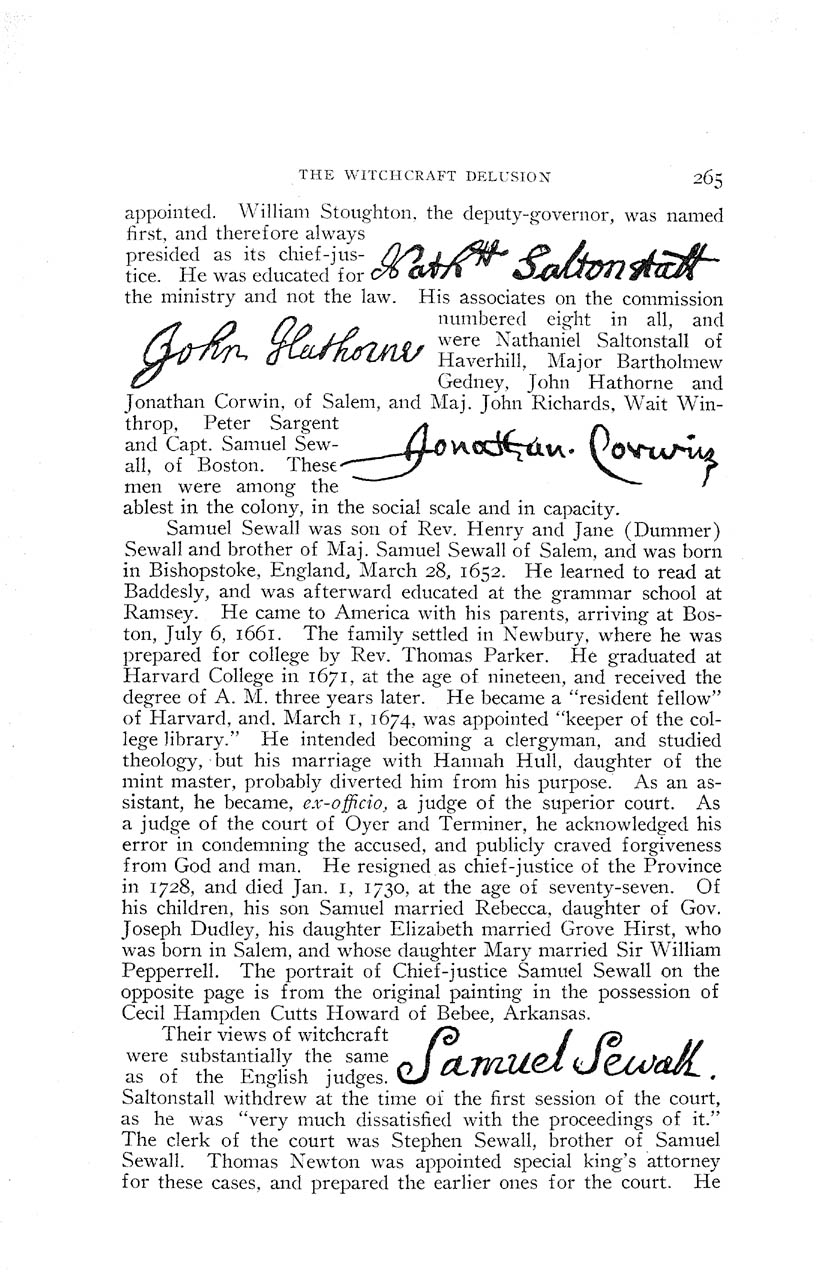 THE WITCHCRAFT DELUSION 265
appointed. William Stoughton, the deputy-governor, was named
first, and therefore always
presided as its chief-jus-
tice. He was educated for
Nathll Saltonstall
the ministry and not the law. His associates on the commission
numbered eight in all, and
were Nathaniel Saltonstall of
Haverhill, Major Bartholmew
Gedney, John Hathorne and
John Hathorne
Jonathan Corwin, of Salem, and Maj. John Richards, Wait Win-
throp, Peter Sargent
and Capt. Samuel Sew-
all, of Boston. These
men were among the
Jonathan. Corwin
ablest in the colony, in the social scale and in capacity.
Samuel Sewall was son of Rev. Henry and Jane (Dummer)
Sewall and brother of Maj. Samuel Sewall of Salem, and was born
in Bishopstoke, England, March 28, 1652. He learned to read at
Baddesly, and was afterward educated at the grammar school at
Ramsey. He came to America with his parents, arriving at Bos-
ton, July 6, 1661. The family settled in Newbury, where he was
prepared for college by Rev. Thomas Parker. He graduated at
Harvard College in 1671, at the age of nineteen, and received the
degree of A. M. three years later. He became a "resident fellow"
of Harvard, and. March 1, 1674, was appointed "keeper of the col-
lege library." He intended becoming a clergyman, and studied
theology, but his marriage with Hannah Hull, daughter of the
mint master, probably diverted him from his purpose. As an as-
sistant, he became, ex-officio, a judge of the superior court. As
a judge of the court of Oyer and Terminer, he acknowledged his
error in condemning the accused, and publicly craved forgiveness
from God and man. He resigned as chief-justice of the Province
in 1728, and died Jan. 1, 1730, at the age of seventy-seven. Of
his children, his son Samuel married Rebecca, daughter of Gov.
Joseph Dudley, his daughter Elizabeth married Grove Hirst, who
was born in Salem, and whose daughter Mary married Sir William
Pepperrell. The portrait of Chief-justice Samuel Sewall on the
opposite page is from the original painting in the possession of
Cecil Hampden Cutts Howard of Bebee, Arkansas.
Their views of witchcraft
were substantially the same
as of the English judges.
Samuel Sewall.
Saltonstall withdrew at the time of the first session of the court,
as he was "very much dissatisfied with the proceedings of it."
The clerk of the court was Stephen Sewall, brother of Samuel
Sewall. Thomas Newton was appointed special king's attorney
for these cases, and prepared the earlier ones for the court. He